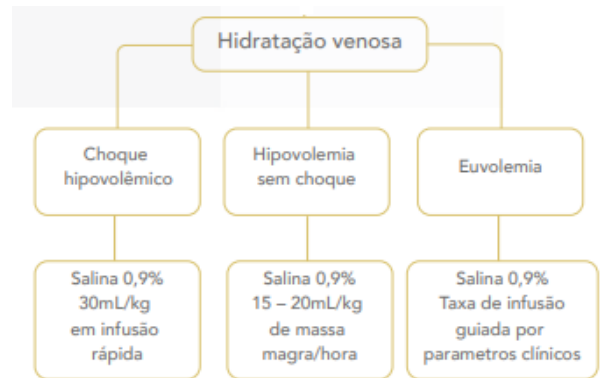 Hidratação venosa
Choque
hipovolêmico
Hipovolemia
sem choque
Euvolemia
Salina 0,9%
30mL/kg
em infusão
rápida
Salina 0,9%
15 – 20mL/kg
de massa
magra/hora
Salina 0,9%
Taxa de infusão
guiada por
parametros clínicos